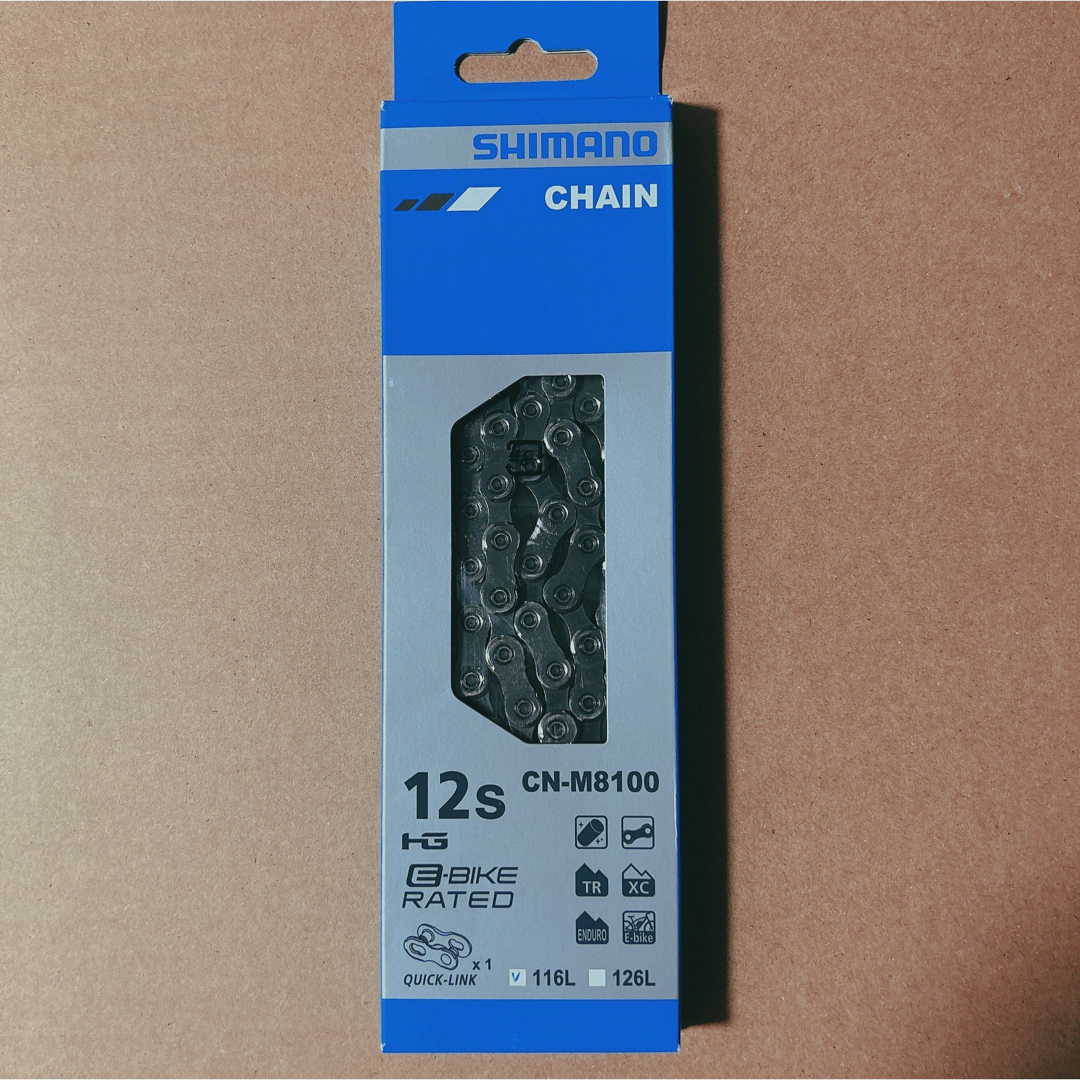 SHIMANO
CHAIN
12s
CN-M8100
HG
E-BIKE
RATED
TR
XC
ENDURO
E-bike
x 1
QUICK-LINK
116L
126L